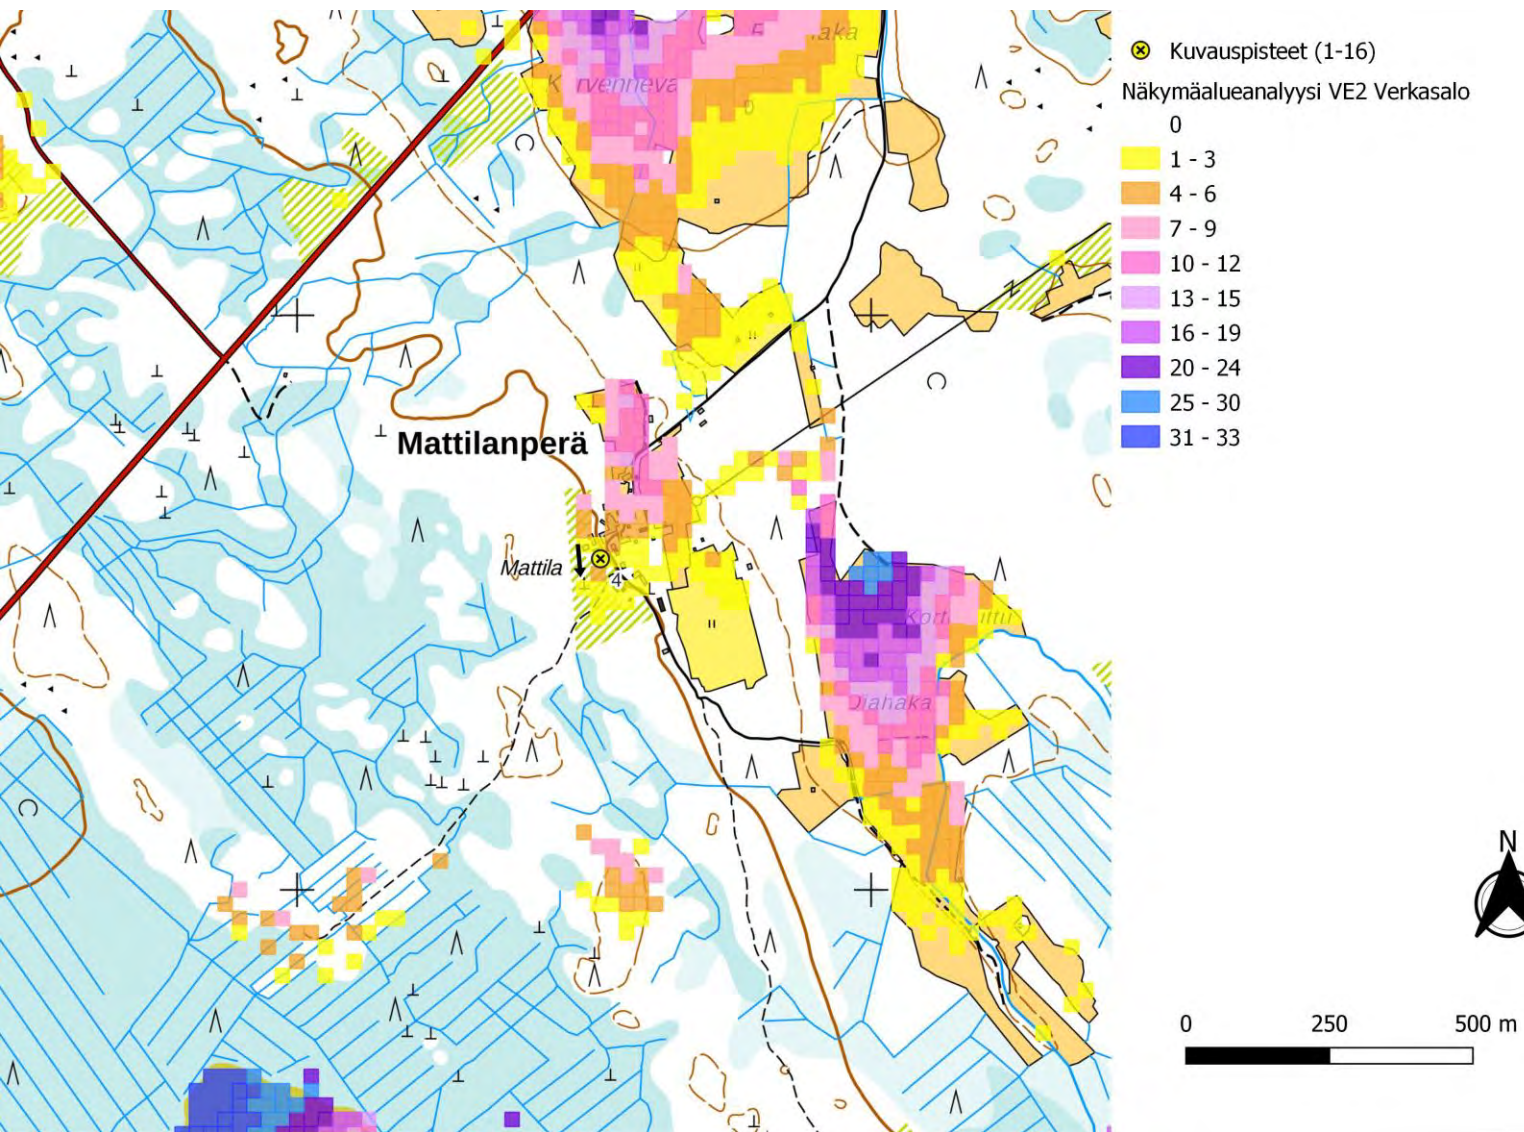 Kuvauspisteet (1-16)
Näkymäalueanalyysi VE2 Verkasalo
0
1 - 3
4 - 6
7 - 9
10 - 12
13 - 15
16 - 19
20 - 24
25 - 30
31 - 33
Mattilanperä
Mattila
4
N
0 250 500 m